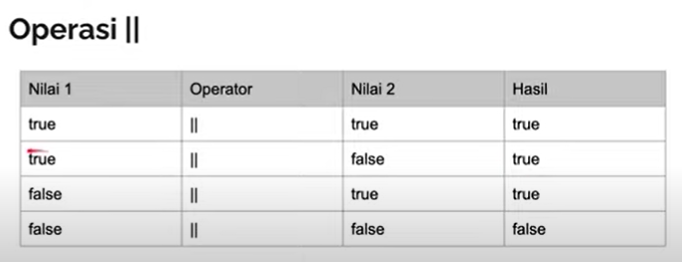 Operasi ||
Nilai 1 Operator Nilai 2 Hasil
true || true true
true || false true
false || true true
false || false false